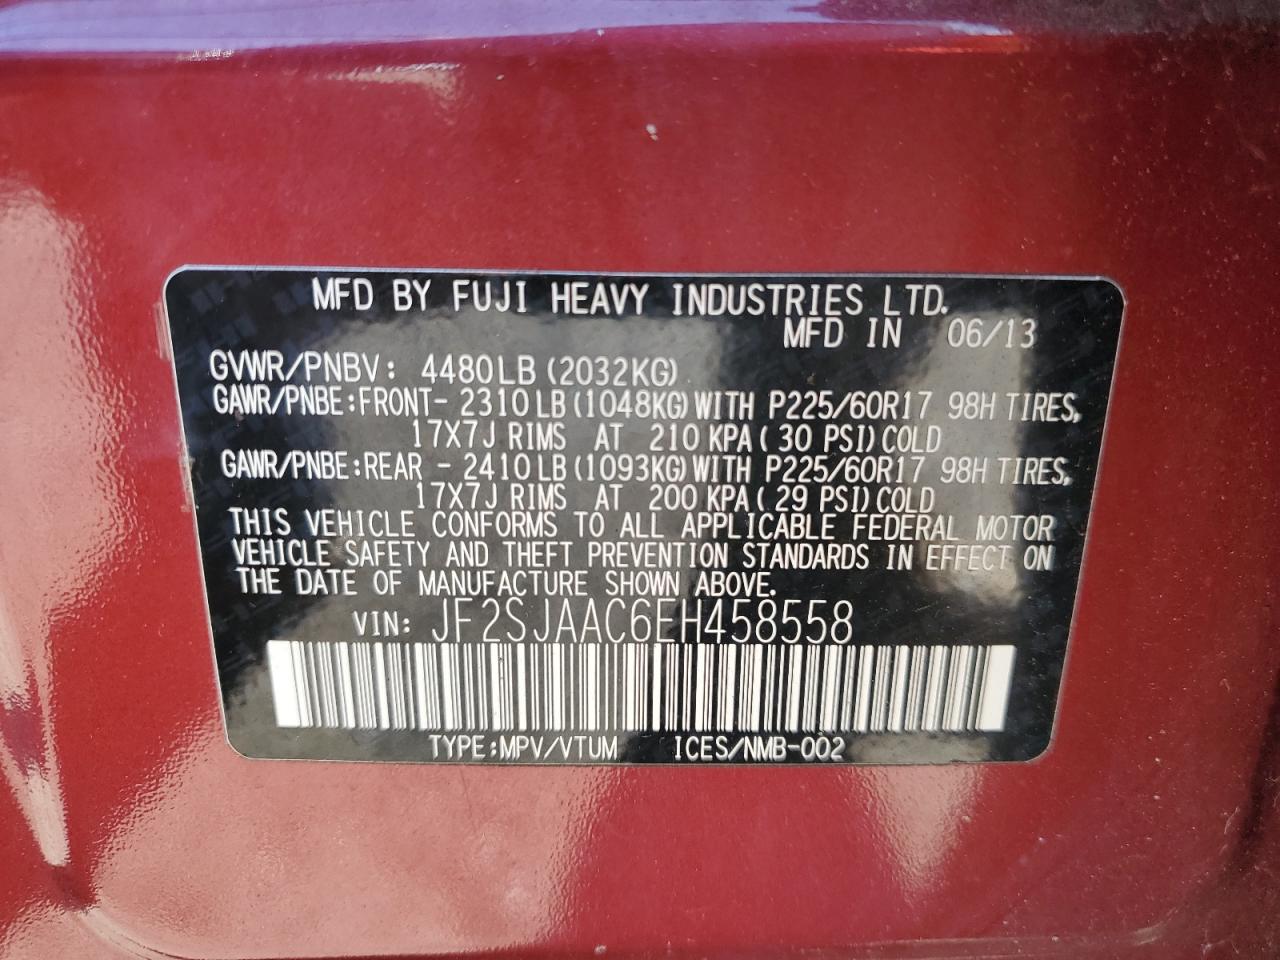 MFD BY FUJI HEAVY INDUSTRIES LTD.
MFD IN 06/13
GVWR/PNBV: 4480LB (2032KG)
GAWR/PNBE:FRONT- 2310LB(1048KG)WITH P225/60R17 98H TIRES,
17X7J RIMS AT 210 KPA( 30 PSI)COLD
GAWR/PNBE:REAR - 2410LB(1093KG)WITH P225/60R17 98H TIRES,
17X7J RIMS AT 200 KPA( 29 PSI)COLD
THIS VEHICLE CONFORMS TO ALL APPLICABLE FEDERAL MOTOR
VEHICLE SAFETY AND THEFT PREVENTION STANDARDS IN EFFECT ON
THE DATE OF MANUFACTURE SHOWN ABOVE.
VIN: JF2SJAAC6EH458558
TYPE:MPV/VTUM ICES/NMB-002